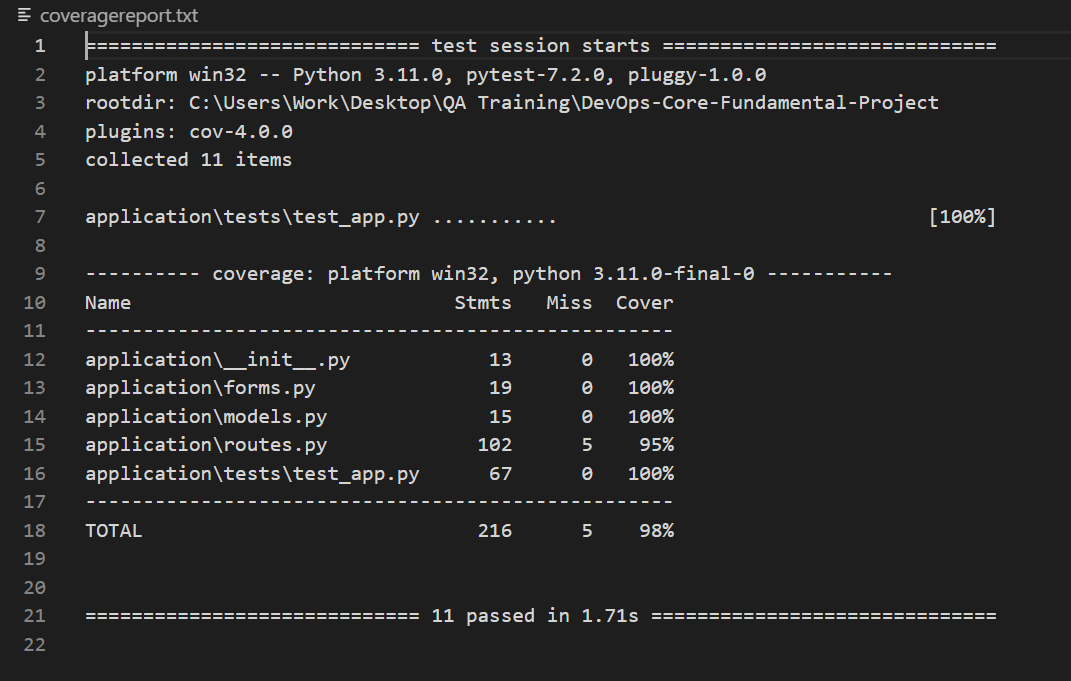 coveragereport.txt
1 ============================= test session starts =============================
2 platform win32 -- Python 3.11.0, pytest-7.2.0, pluggy-1.0.0
3 rootdir: C:\Users\Work\Desktop\QA Training\DevOps-Core-Fundamental-Project
4 plugins: cov-4.0.0
5 collected 11 items
6
7 application\tests\test_app.py ........... [100%]
8
9 ---------- coverage: platform win32, python 3.11.0-final-0 -----------
10 Name Stmts Miss Cover
11 ---------------------------------------------------
12 application\__init__.py 13 0 100%
13 application\forms.py 19 0 100%
14 application\models.py 15 0 100%
15 application\routes.py 102 5 95%
16 application\tests\test_app.py 67 0 100%
17 ---------------------------------------------------
18 TOTAL 216 5 98%
19
20
21 ============================= 11 passed in 1.71s ==============================
22